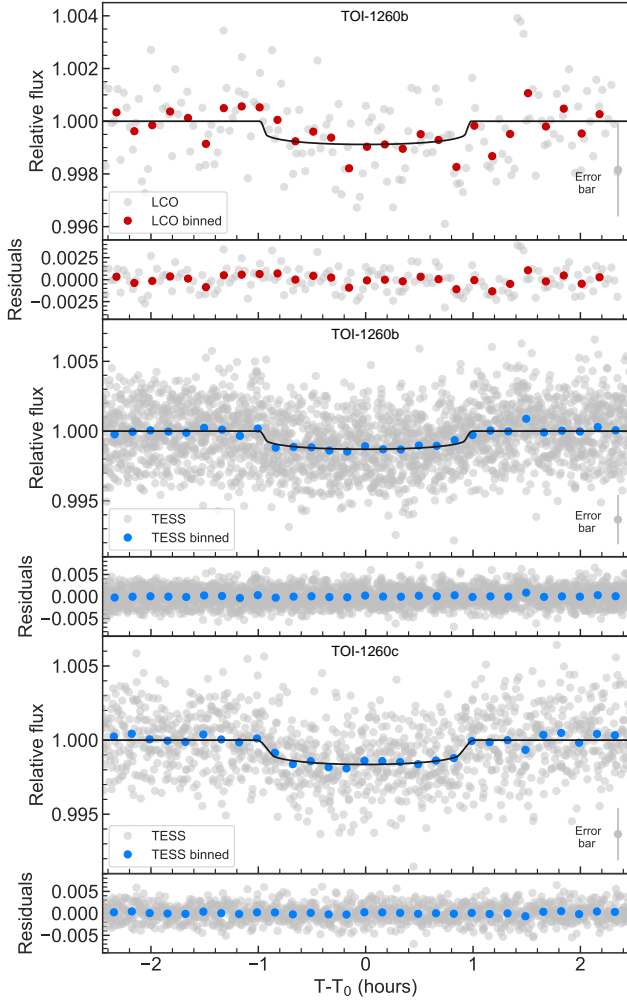 TOI-1260b
1.004
1.002
1.000
0.998
0.996
Relative flux
LCO
LCO binned
Error
bar
0.0025
0.0000
−0.0025
Residuals
TOI-1260b
1.005
1.000
0.995
Relative flux
TESS
TESS binned
Error
bar
0.005
0.000
−0.005
Residuals
TOI-1260c
1.005
1.000
0.995
Relative flux
TESS
TESS binned
Error
bar
0.005
0.000
−0.005
Residuals
−2 −1 0 1 2
T-T0 (hours)